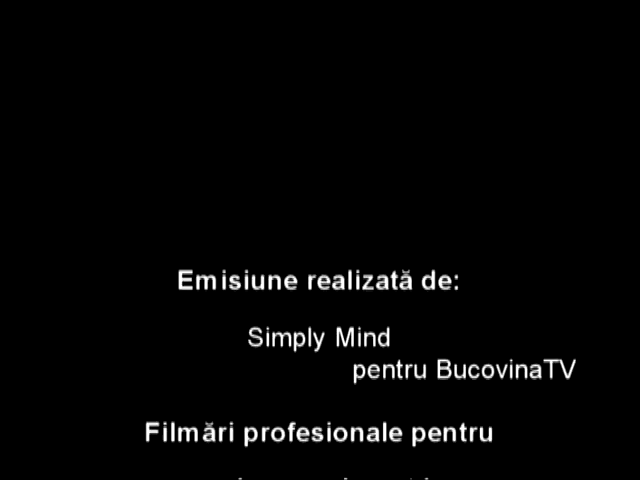 Emisiune realizată de:
Simply Mind
pentru BucovinaTV
Filmări profesionale pentru